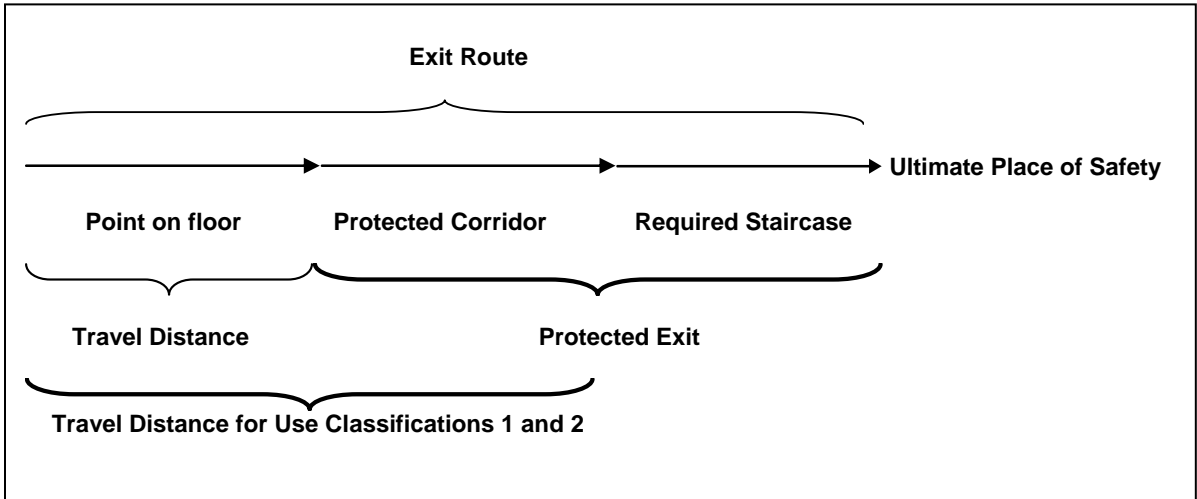 Exit Route
Ultimate Place of Safety
Point on floor Protected Corridor Required Staircase
Travel Distance Protected Exit
Travel Distance for Use Classifications 1 and 2